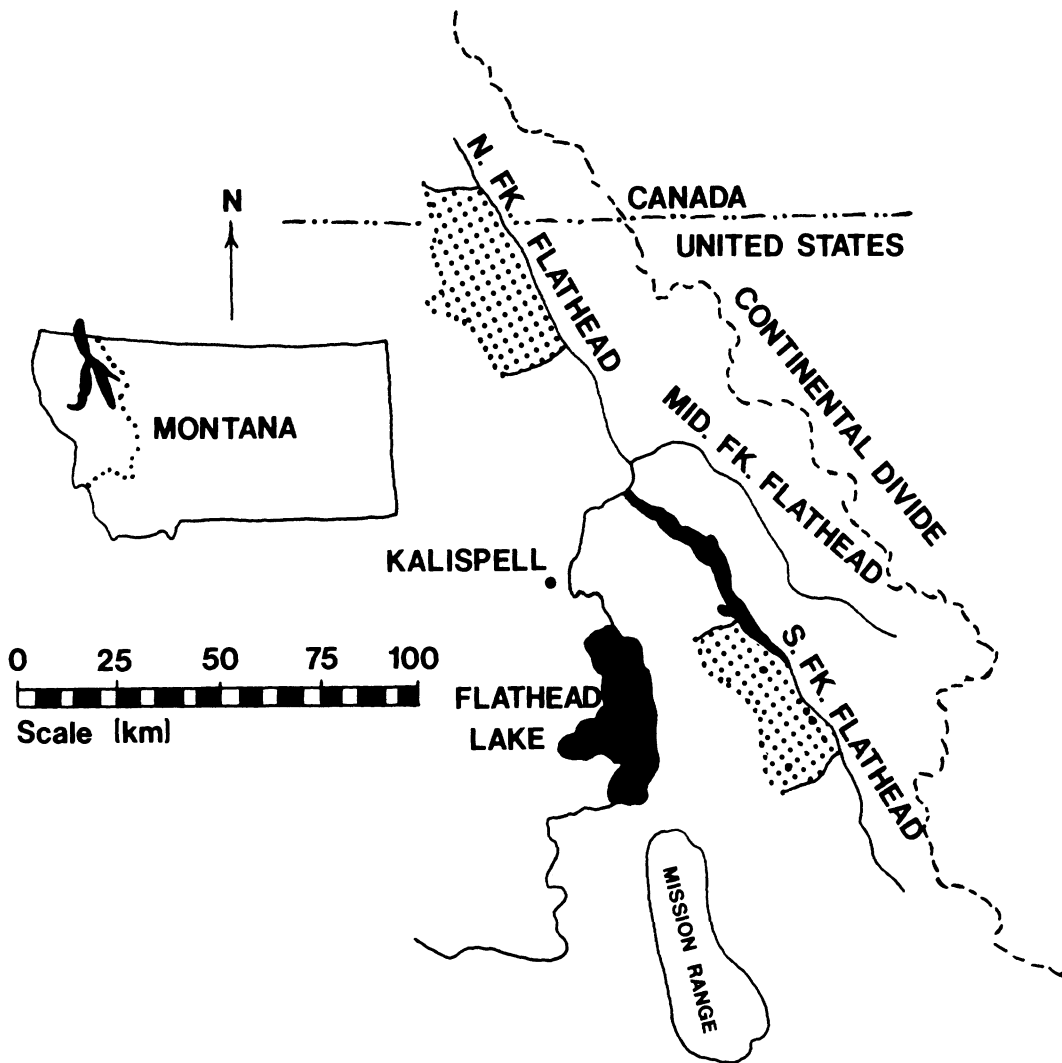 N. FK FLATHEAD
N
CANADA
UNITED STATES
CONTINENTAL DIVIDE
MID. FK. FLATHEAD
MONTANA
KALISPELL
S. FK. FLATHEAD
0 25 50 75 100
Scale (km)
FLATHEAD
LAKE
MISSION RANGE